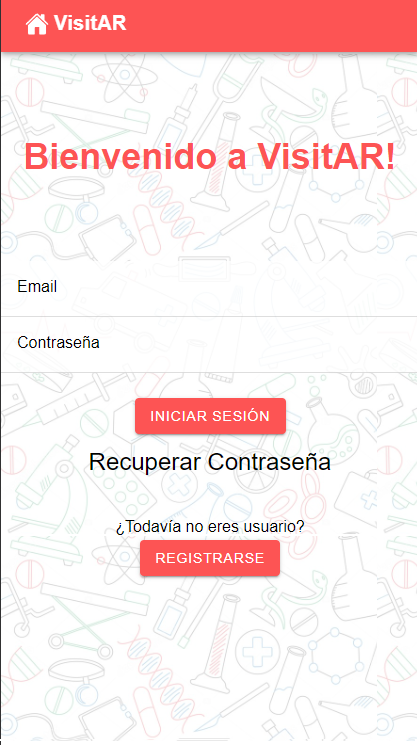 VisitAR
Bienvenido a VisitAR!
Email
Contraseña
INICIAR SESIÓN
Recuperar Contraseña
¿Todavía no eres usuario?
REGISTRARSE